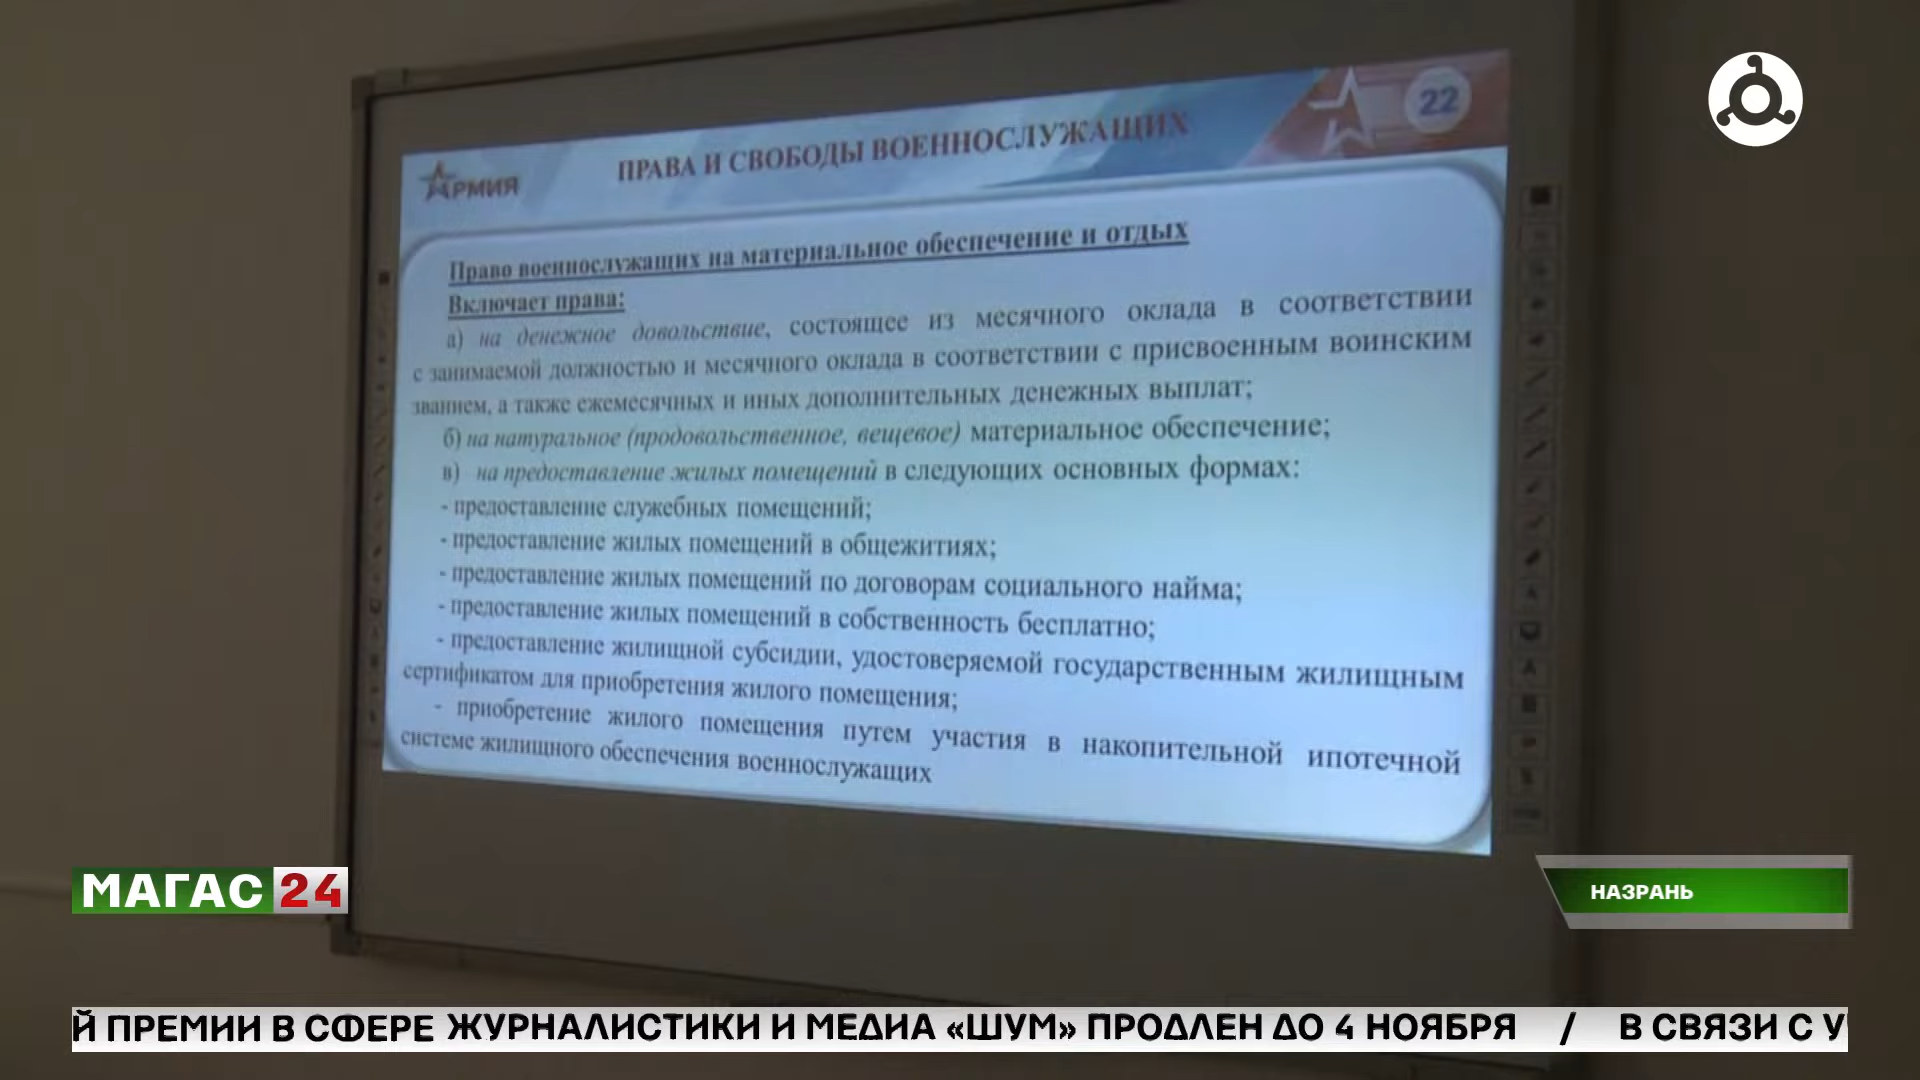 22
АРМИЯ
ПРАВА И СВОБОДЫ ВОЕННОСЛУЖАЩИХ
Право военнослужащих на материальное обеспечение и отдых
Включает права:
а) на денежное довольствие, состоящее из месячного оклада в соответствии
с занимаемой должностью и месячного оклада в соответствии с присвоенным воинским
званием, а также ежемесячных и иных дополнительных денежных выплат;
б) на натуральное (продовольственное, вещевое) материальное обеспечение;
в) на предоставление жилых помещений в следующих основных формах:
- предоставление служебных помещений;
- предоставление жилых помещений в общежитиях;
- предоставление жилых помещений по договорам социального найма;
- предоставление жилых помещений в собственность бесплатно;
- предоставление жилищной субсидии, удостоверяемой государственным жилищным
сертификатом для приобретения жилого помещения;
- приобретение жилого помещения путем участия в накопительной ипотечной
системе жилищного обеспечения военнослужащих
МАГАС 24
НАЗРАНЬ
Й ПРЕМИИ В СФЕРЕ ЖУРНАЛИСТИКИ И МЕДИА «ШУМ» ПРОДЛЕН ДО 4 НОЯБРЯ / В СВЯЗИ С У